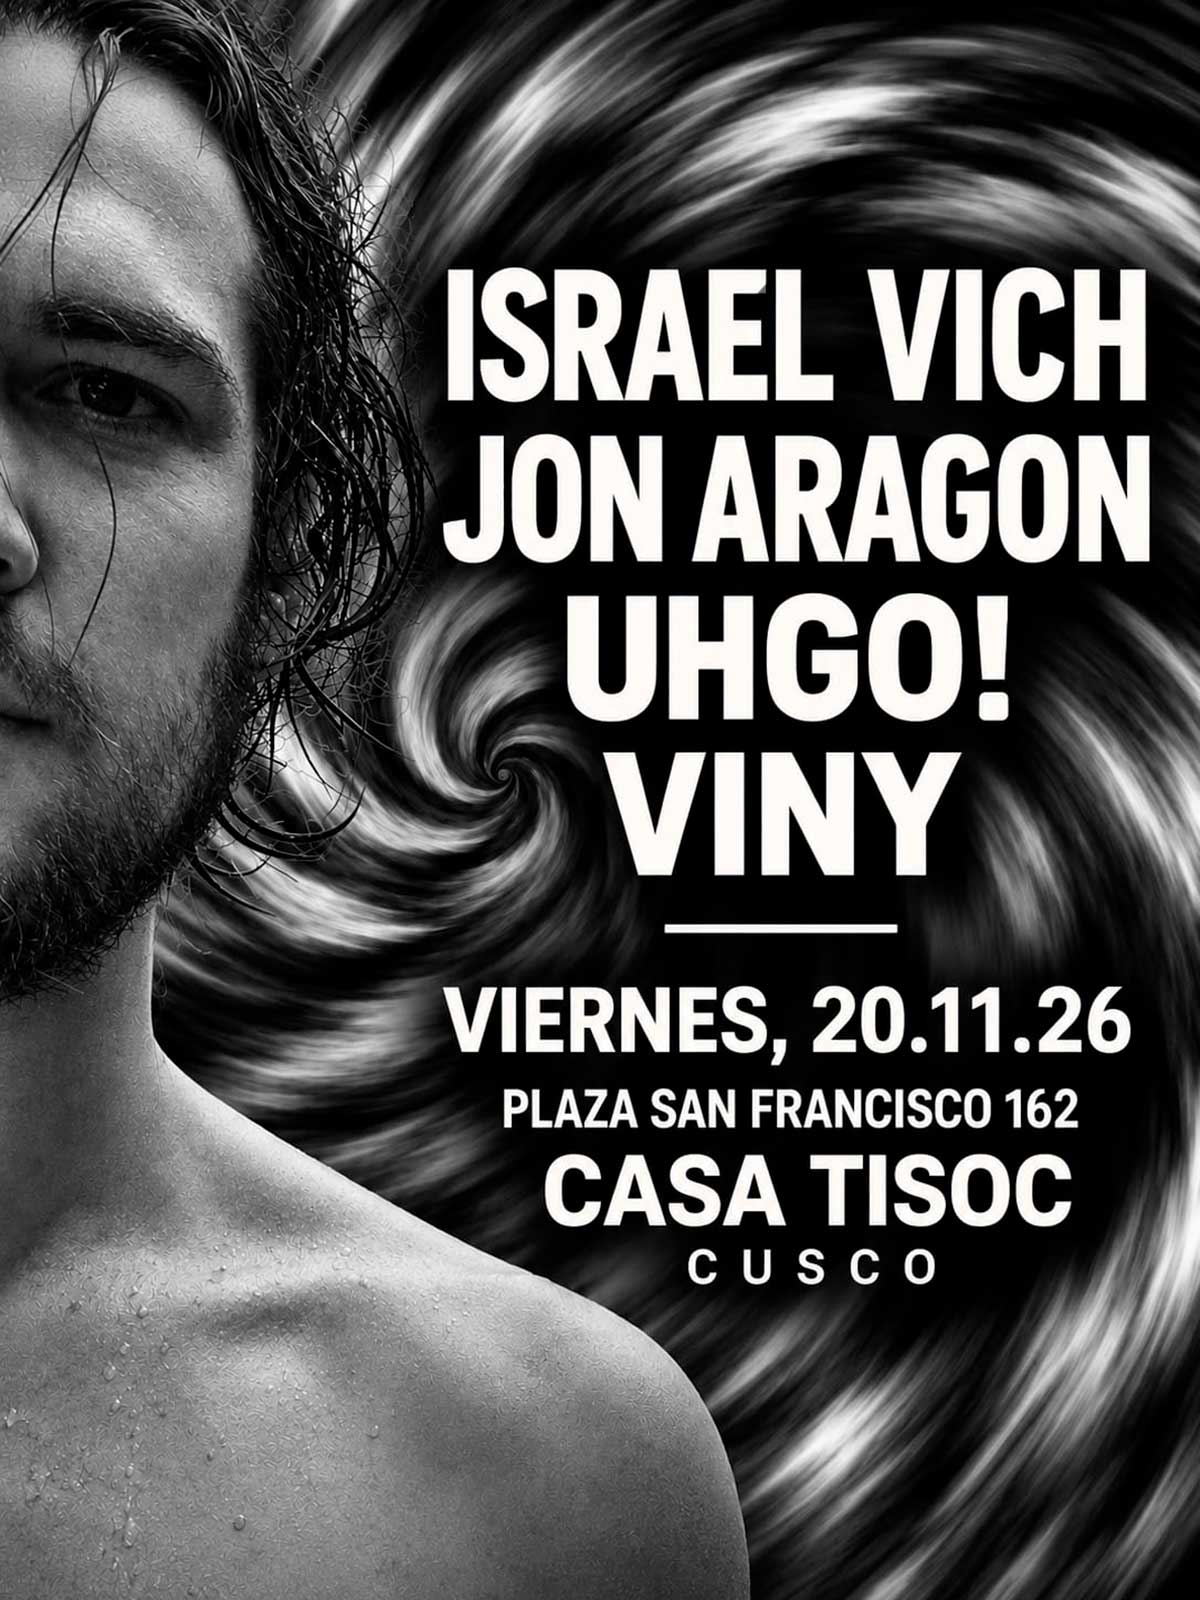 ISRAEL VICH
JON ARAGON
UHGO!
VINY
VIERNES, 20.11.26
PLAZA SAN FRANCISCO 162
CASA TISOC
CUSCO